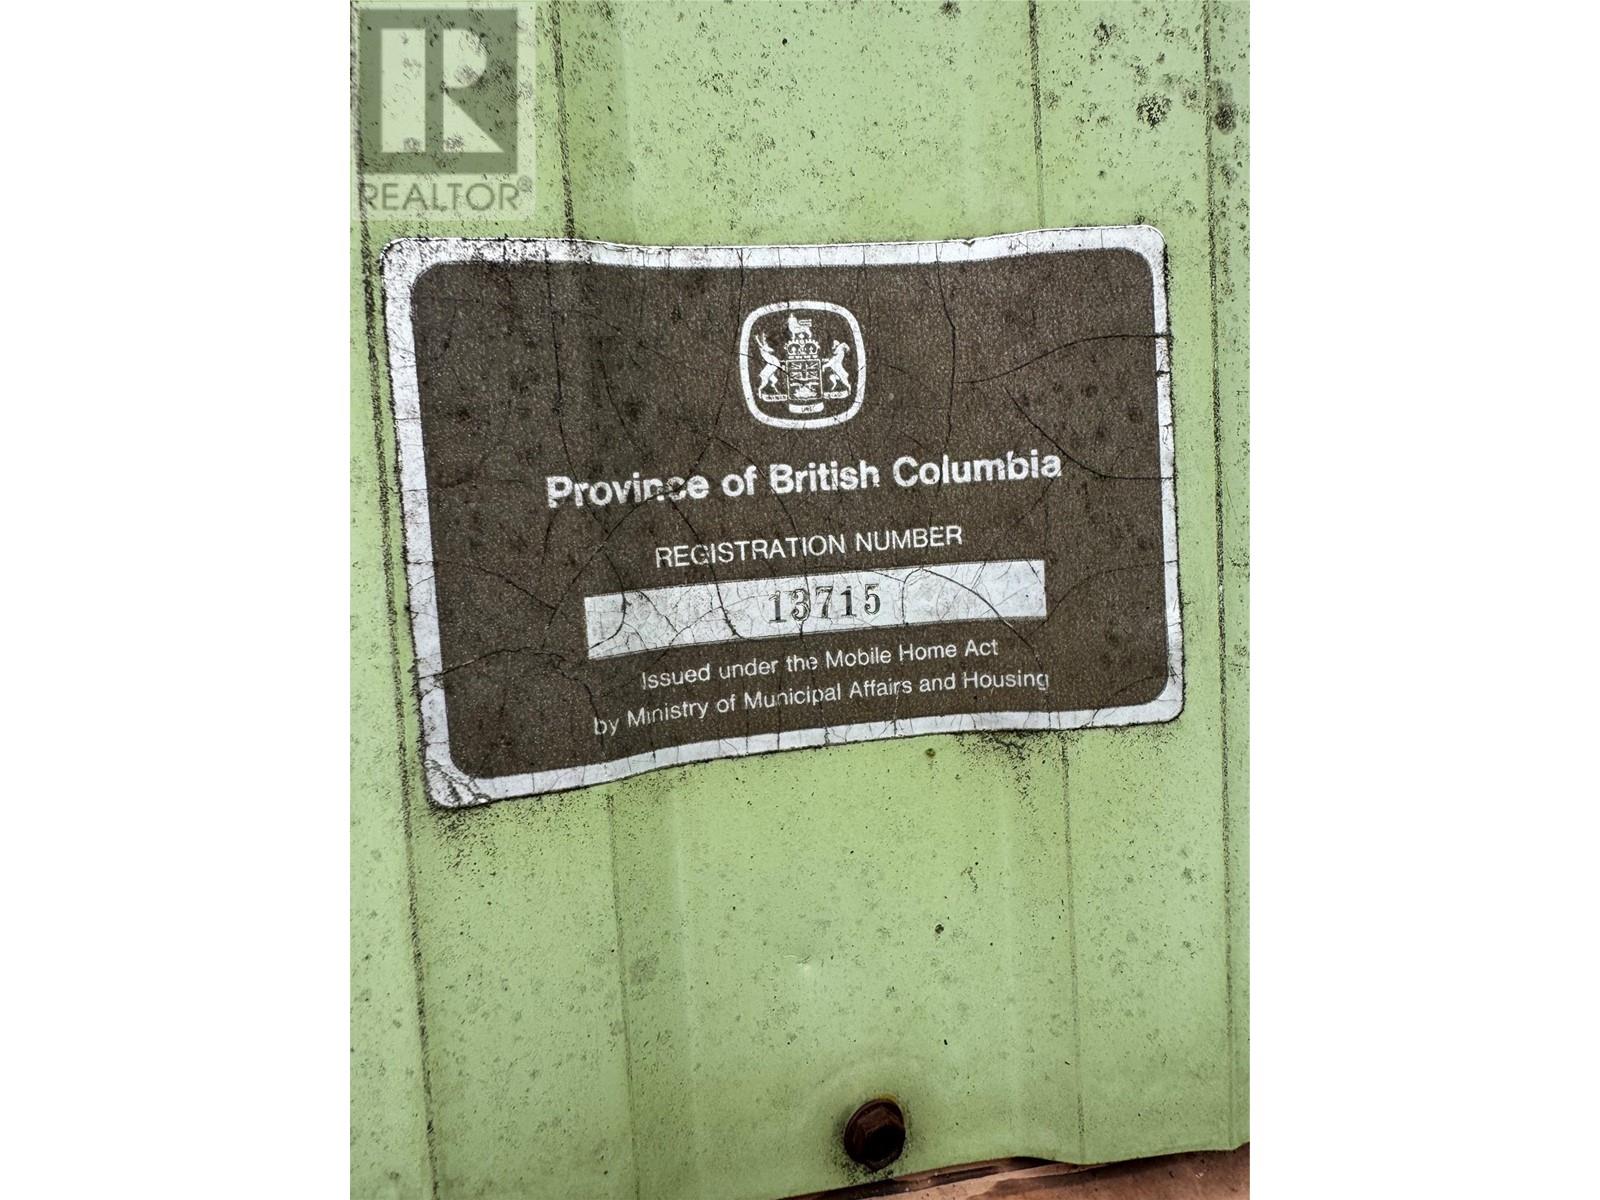 REALTOR®
Province of British Columbia
REGISTRATION NUMBER
13715
Issued under the Mobile Home Act
by Ministry of Municipal Affairs and Housing